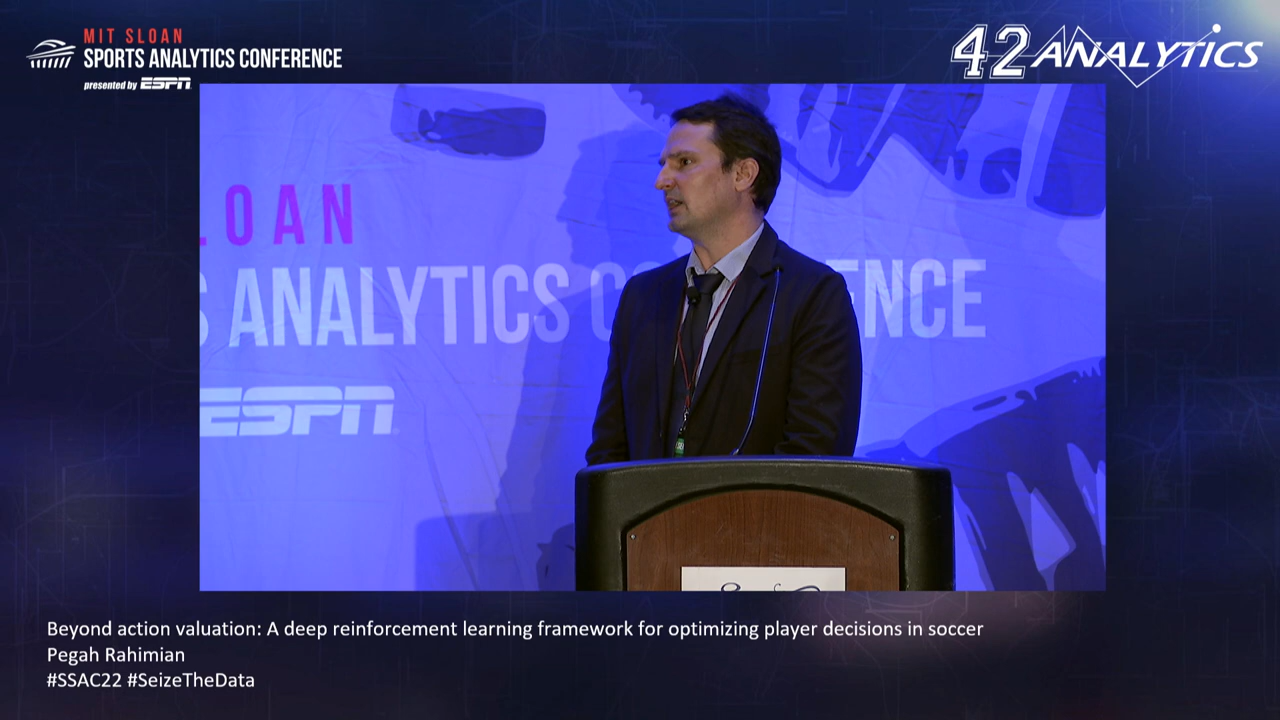 MIT SLOAN
SPORTS ANALYTICS CONFERENCE
presented by ESPN
42 ANALYTICS
LOAN
S ANALYTICS C ENCE
ESPN
Beyond action valuation: A deep reinforcement learning framework for optimizing player decisions in soccer
Pegah Rahimian
#SSAC22 #SeizeTheData